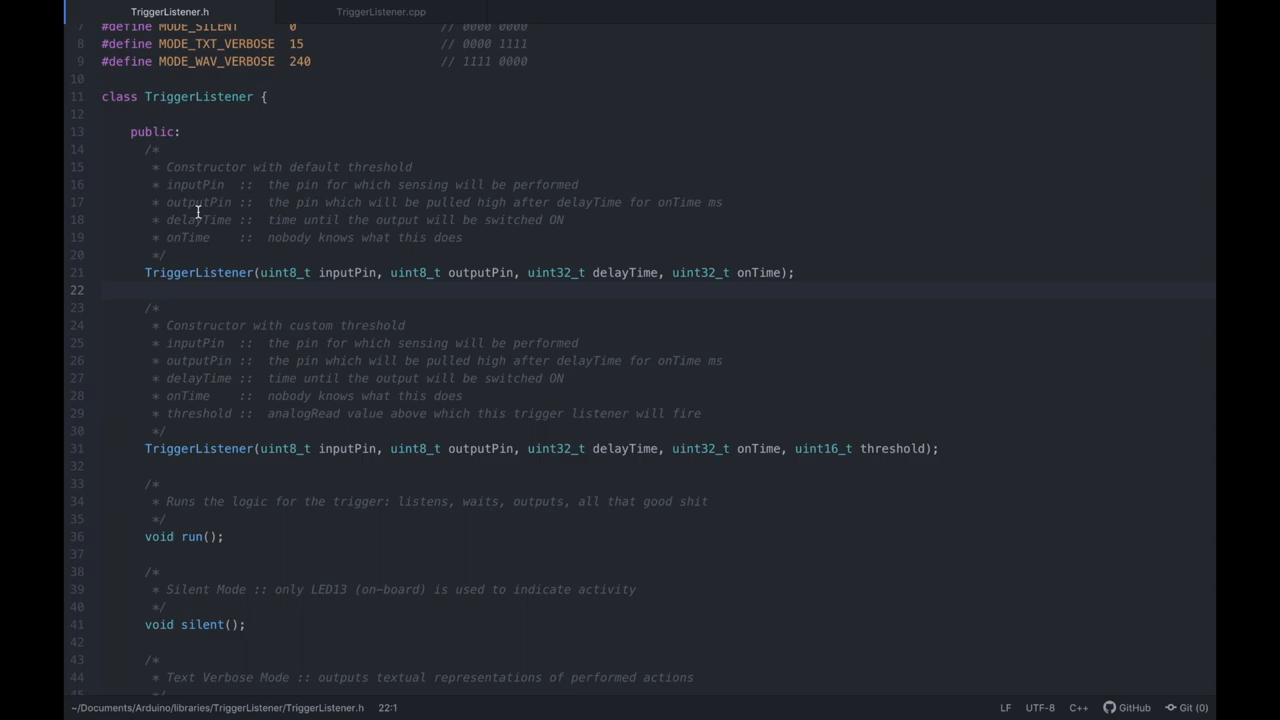 TriggerListener.h TriggerListener.cpp
7 #define MODE_SILENT 0 // 0000 0000
8 #define MODE_TXT_VERBOSE 15 // 0000 1111
9 #define MODE_WAV_VERBOSE 240 // 1111 0000
10
11 class TriggerListener {
12
13 public:
14 /*
15 * Constructor with default threshold
16 * inputPin :: the pin for which sensing will be performed
17 * outputPin :: the pin which will be pulled high after delayTime for onTime ms
18 * delayTime :: time until the output will be switched ON
19 * onTime :: nobody knows what this does
20 */
21 TriggerListener(uint8_t inputPin, uint8_t outputPin, uint32_t delayTime, uint32_t onTime);
22
23 /*
24 * Constructor with custom threshold
25 * inputPin :: the pin for which sensing will be performed
26 * outputPin :: the pin which will be pulled high after delayTime for onTime ms
27 * delayTime :: time until the output will be switched ON
28 * onTime :: nobody knows what this does
29 * threshold :: analogRead value above which this trigger listener will fire
30 */
31 TriggerListener(uint8_t inputPin, uint8_t outputPin, uint32_t delayTime, uint32_t onTime, uint16_t threshold);
32
33 /*
34 * Runs the logic for the trigger: listens, waits, outputs, all that good shit
35 */
36 void run();
37
38 /*
39 * Silent Mode :: only LED13 (on-board) is used to indicate activity
40 */
41 void silent();
42
43 /*
44 * Text Verbose Mode :: outputs textual representations of performed actions
45 */
~/Documents/Arduino/libraries/TriggerListener/TriggerListener.h 22:1 LF UTF-8 C++ GitHub Git (0)